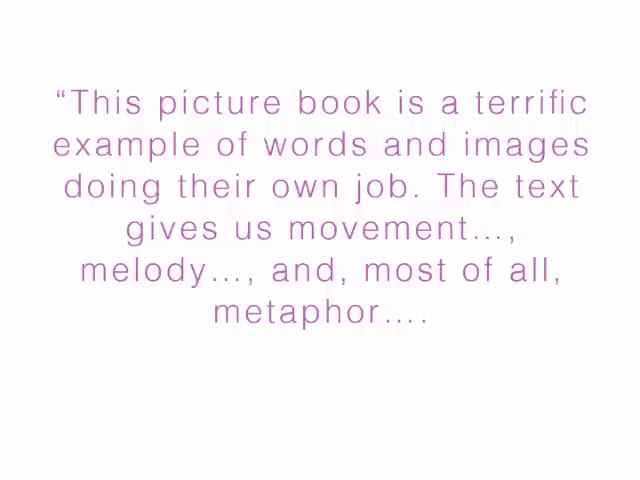 “This picture book is a terrific
example of words and images
doing their own job. The text
gives us movement...,
melody..., and, most of all,
metaphor....